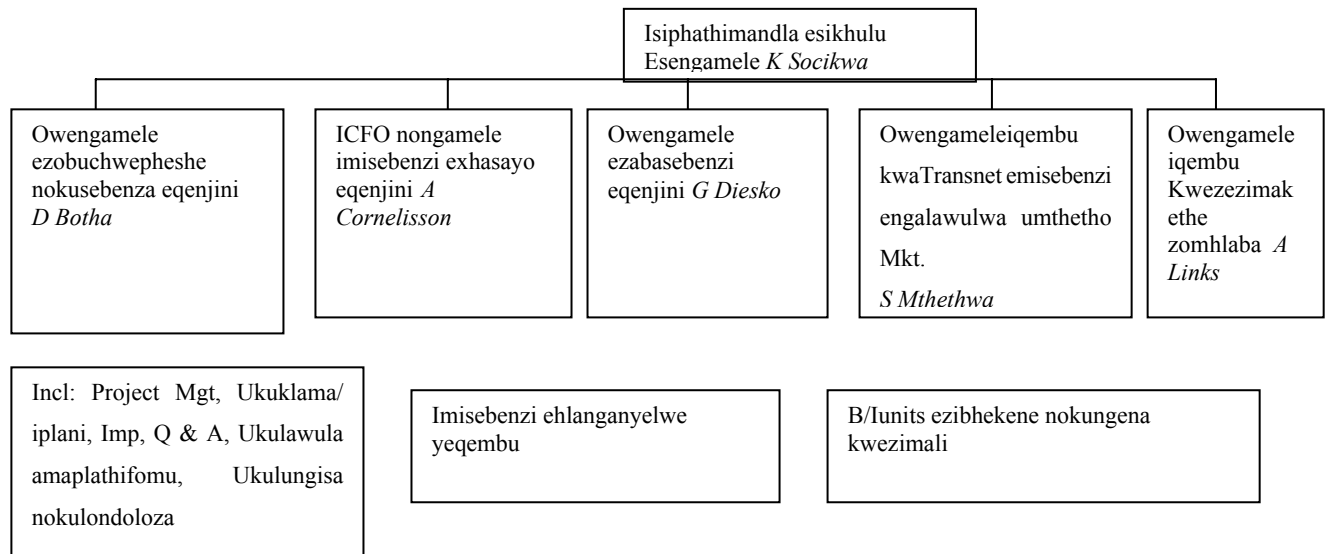 Isiphathimandla esikhulu
Esengamele K Socikwa
Owengamele
ezobuchwepheshe
nokusebenza eqenjini
D Botha
ICFO nongamele
imisebenzi exhasayo
eqenjini A
Cornelisson
Owengamele
ezabasebenzi
eqenjini G Diesko
Owengameleiqembu
kwaTransnet emisebenzi
engalawulwa umthetho
Mkt.
S Mthethwa
Owengamele
iqembu
Kwezezimak
ethe
zomhlaba A
Links
Incl: Project Mgt, Ukuklama/
iplani, Imp, Q & A, Ukulawula
amaplathifomu, Ukulungisa
nokulondoloza
Imisebenzi ehlanganyelwe
yeqembu
B/Iunits ezibhekene nokungena
kwezimali